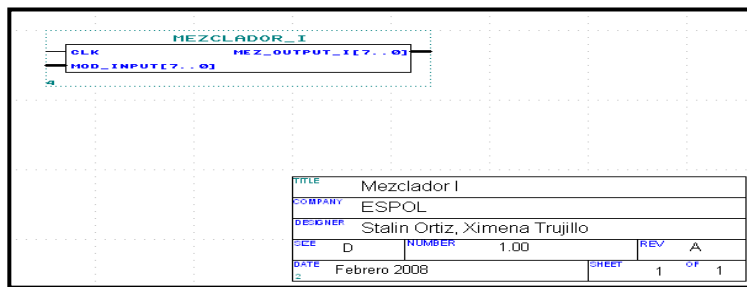 MEZCLADOR_I
CLK MEZ_OUTPUT_I[7..0]
MOD_INPUT[7..0]
4
TITLE Mezclador I
COMPANY ESPOL
DESIGNER Stalin Ortiz, Ximena Trujillo
SIZE D NUMBER 1.00 REV A
DATE Febrero 2008 SHEET 1 OF 1
2